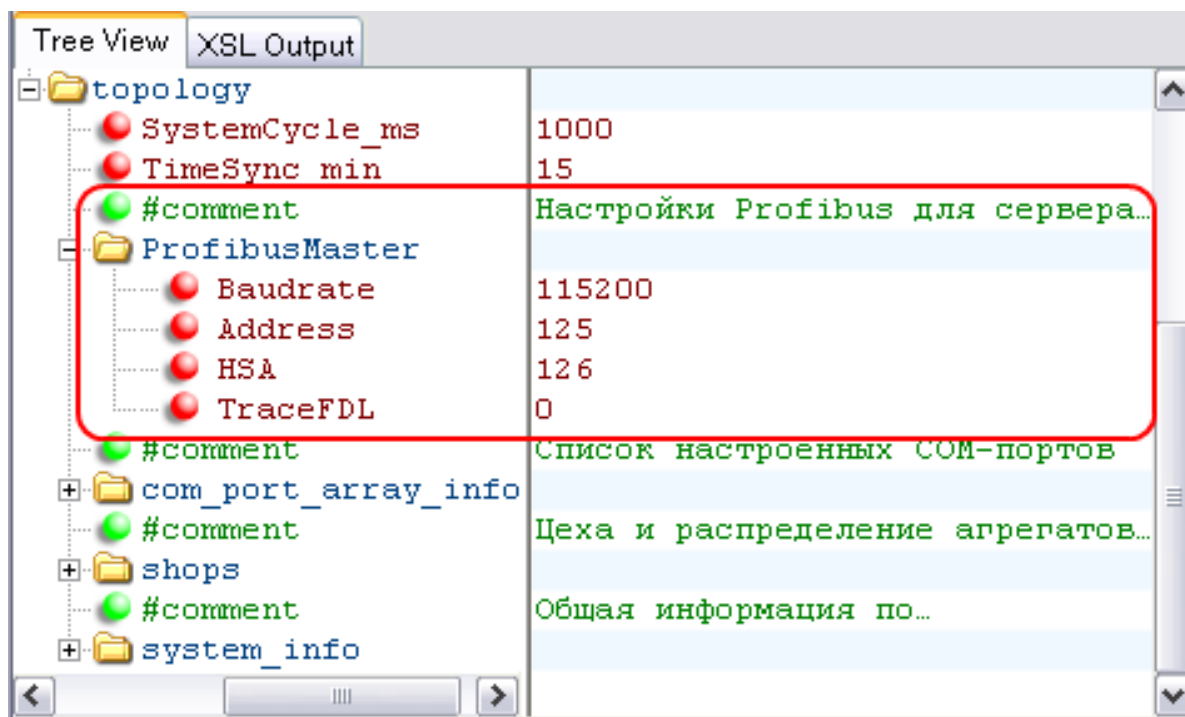 Tree View XSL Output
topology
SystemCycle_ms 1000
TimeSync_min 15
#comment Настройки Profibus для сервера…
ProfibusMaster
Baudrate 115200
Address 125
HSA 126
TraceFDL 0
#comment Список настроенных COM-портов
com_port_array_info
#comment Цеха и распределение агрегатов…
shops
#comment Общая информация по…
system_info